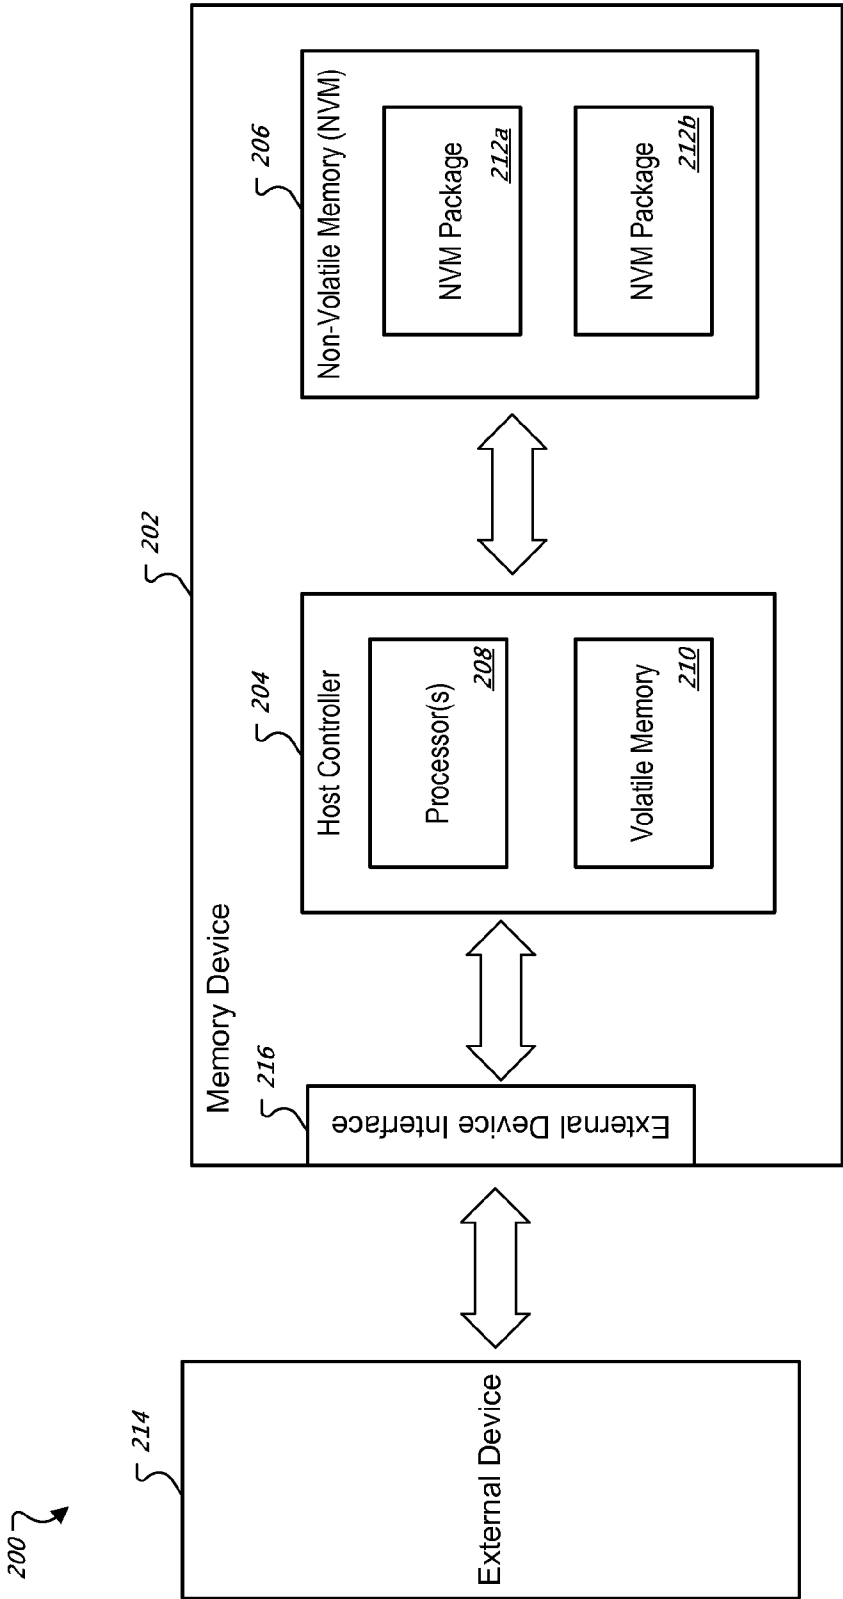 200
214
External Device
202
Memory Device
216
External Device Interface
204
Host Controller
Processor(s)
208
Volatile Memory
210
206
Non-Volatile Memory (NVM)
NVM Package
212a
NVM Package
212b